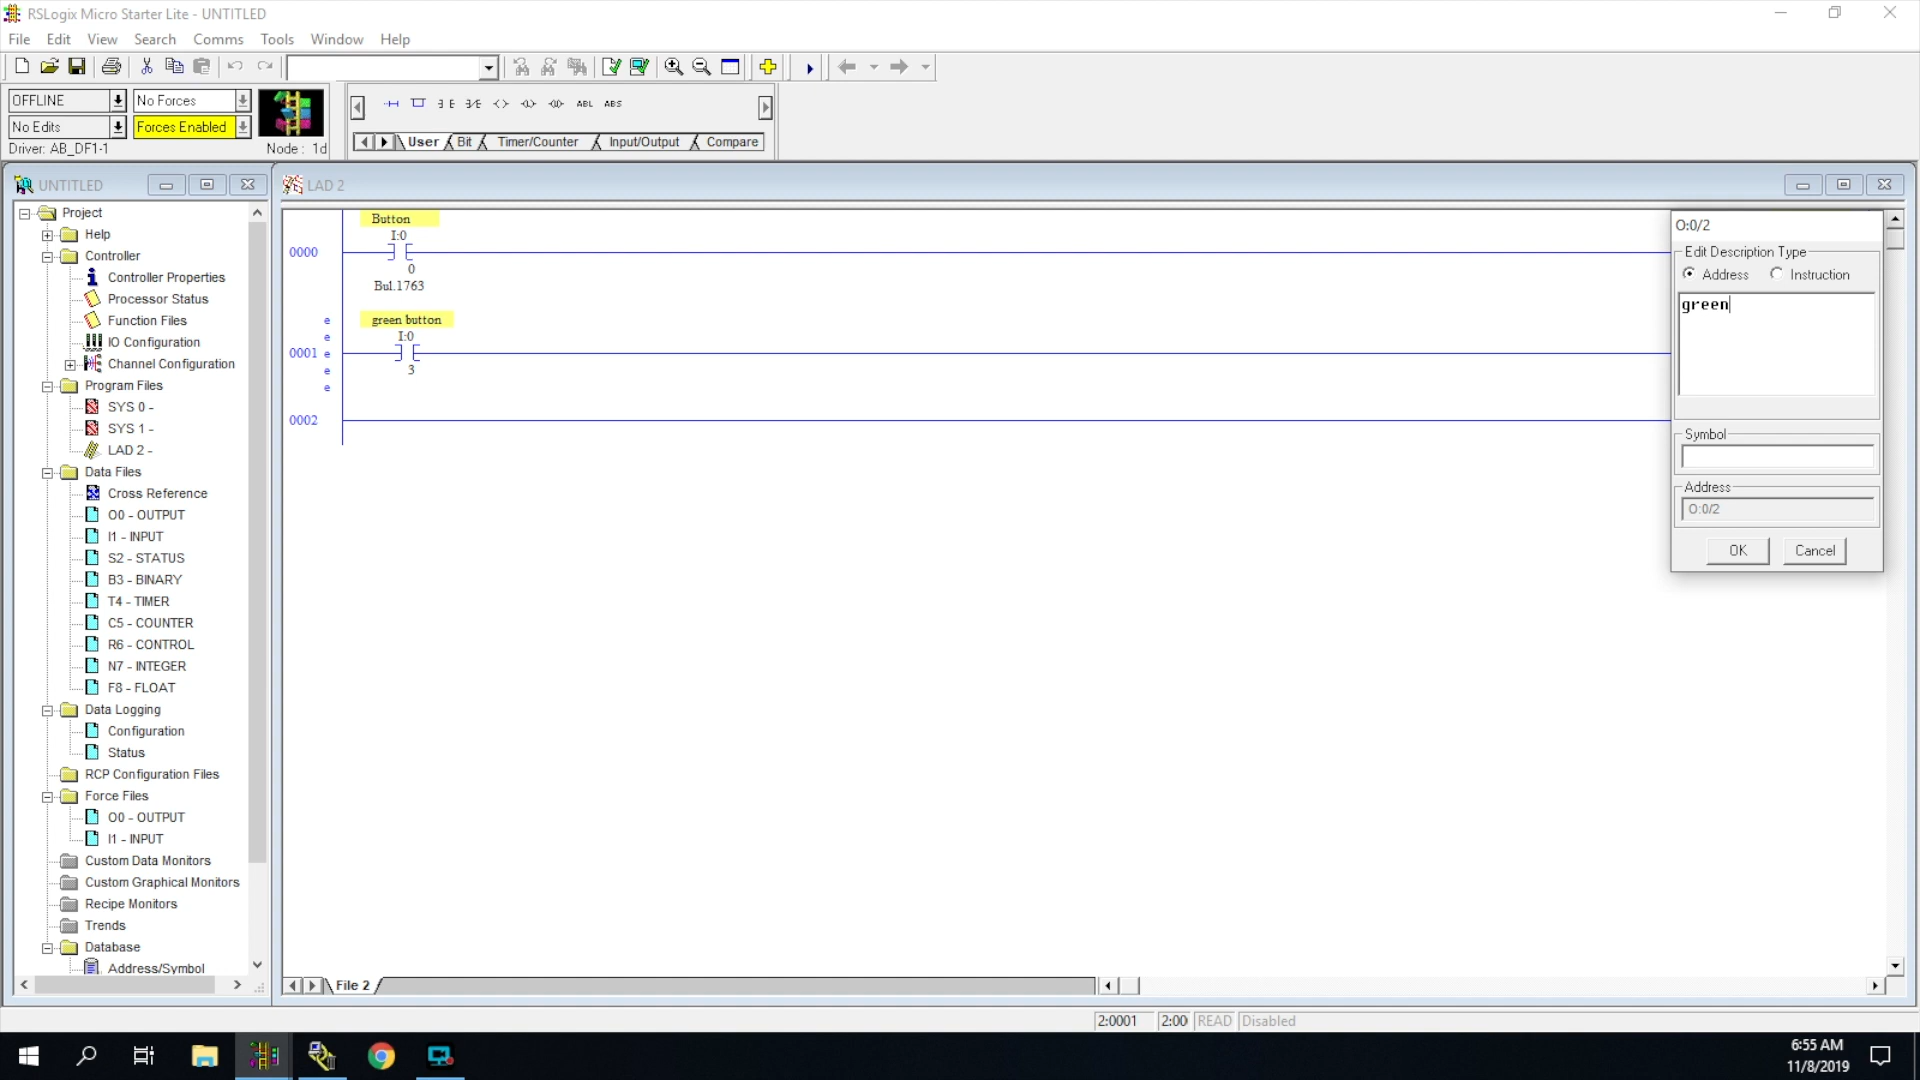 RSLogix Micro Starter Lite - UNTITLED
File Edit View Search Comms Tools Window Help
OFFLINE No Forces
No Edits Forces Enabled
Driver: AB_DF1-1 Node : 1d
ABL ABS
User Bit Timer/Counter Input/Output Compare
UNTITLED
Project
Help
Controller
Controller Properties
Processor Status
Function Files
IO Configuration
Channel Configuration
Program Files
SYS 0 -
SYS 1 -
LAD 2 -
Data Files
Cross Reference
O0 - OUTPUT
I1 - INPUT
S2 - STATUS
B3 - BINARY
T4 - TIMER
C5 - COUNTER
R6 - CONTROL
N7 - INTEGER
F8 - FLOAT
Data Logging
Configuration
Status
RCP Configuration Files
Force Files
O0 - OUTPUT
I1 - INPUT
Custom Data Monitors
Custom Graphical Monitors
Recipe Monitors
Trends
Database
Address/Symbol
LAD 2
Button
I:0
0000
0
Bul.1763
e
green button
e
I:0
0001 e
e
3
e
0002
File 2
O:0/2
Edit Description Type
Address Instruction
green
Symbol
Address
O:0/2
OK Cancel
2:0001 2:00 READ Disabled
6:55 AM
11/8/2019